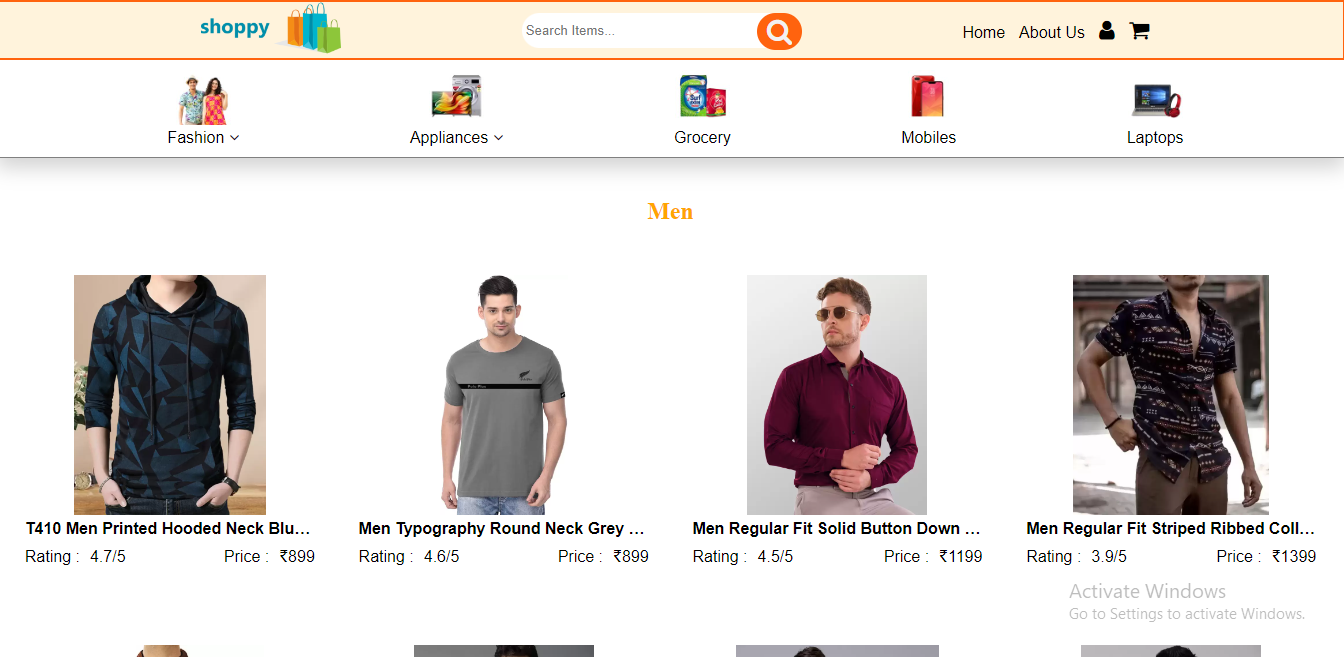 shoppy
Search Items...
Home About Us
Fashion
Appliances
Grocery
Mobiles
Laptops
Men
T410 Men Printed Hooded Neck Blu...
Rating : 4.7/5 Price : ₹899
Men Typography Round Neck Grey ...
Rating : 4.6/5 Price : ₹899
Men Regular Fit Solid Button Down ...
Rating : 4.5/5 Price : ₹1199
Men Regular Fit Striped Ribbed Coll...
Rating : 3.9/5 Price : ₹1399
Activate Windows
Go to Settings to activate Windows.